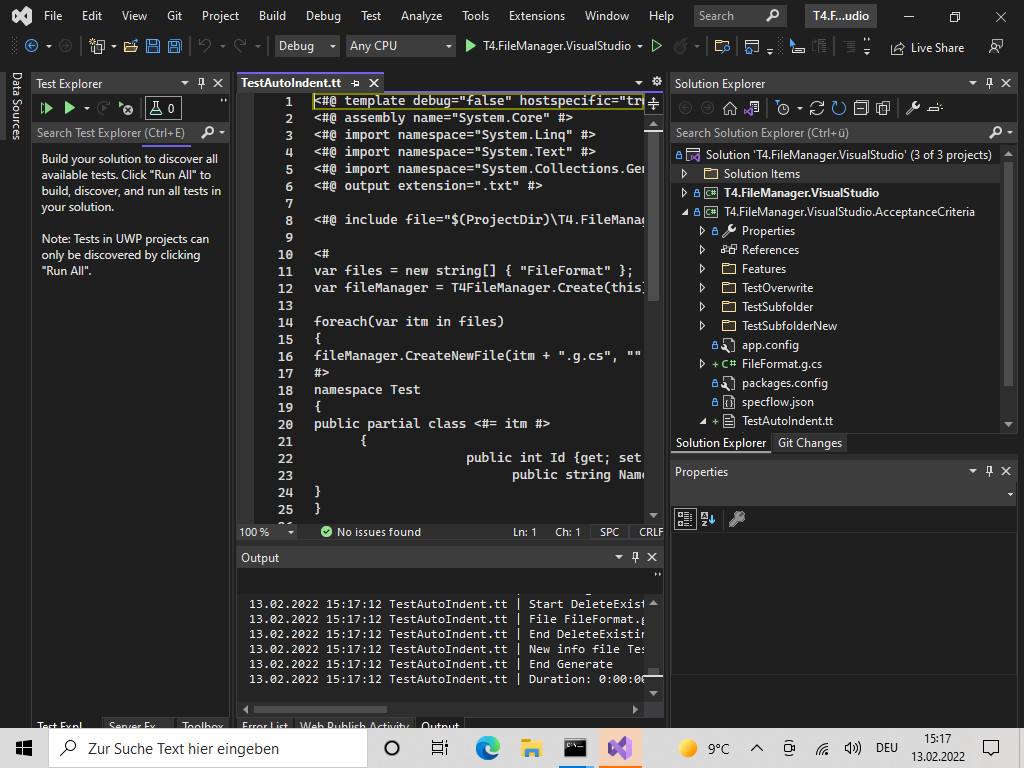 File Edit View Git Project Build Debug Test Analyze Tools Extensions Window Help Search T4.F...udio
Debug Any CPU T4.FileManager.VisualStudio Live Share
Data Sources
Test Explorer
0
Search Test Explorer (Ctrl+E)
Build your solution to discover all
available tests. Click "Run All" to
build, discover, and run all tests in
your solution.
Note: Tests in UWP projects can
only be discovered by clicking
"Run All".
TestAutoIndent.tt
1 <#@ template debug="false" hostspecific="tr
2 <#@ assembly name="System.Core" #>
3 <#@ import namespace="System.Linq" #>
4 <#@ import namespace="System.Text" #>
5 <#@ import namespace="System.Collections.Ge
6 <#@ output extension=".txt" #>
7
8 <#@ include file="$(ProjectDir)\T4.FileMana
9
10 <#
11 var files = new string[] { "FileFormat" };
12 var fileManager = T4FileManager.Create(this
13
14 foreach(var itm in files)
15 {
16 fileManager.CreateNewFile(itm + ".g.cs", ""
17 #>
18 namespace Test
19 {
20 public partial class <#= itm #>
21 {
22 public int Id {get; set
23 public string Name
24 }
25 }
100 % No issues found Ln: 1 Ch: 1 SPC CRLF
Output
13.02.2022 15:17:12 TestAutoIndent.tt | Start DeleteExist
13.02.2022 15:17:12 TestAutoIndent.tt | File FileFormat.g
13.02.2022 15:17:12 TestAutoIndent.tt | End DeleteExistin
13.02.2022 15:17:12 TestAutoIndent.tt | New info file Tes
13.02.2022 15:17:12 TestAutoIndent.tt | End Generate
13.02.2022 15:17:12 TestAutoIndent.tt | Duration: 0:00:00
Test Expl... Server Ex... Toolbox Error List Web Publish Activity Output
Solution Explorer
Search Solution Explorer (Ctrl+ü)
Solution 'T4.FileManager.VisualStudio' (3 of 3 projects)
Solution Items
C# T4.FileManager.VisualStudio
C# T4.FileManager.VisualStudio.AcceptanceCriteria
Properties
References
Features
TestOverwrite
TestSubfolder
TestSubfolderNew
app.config
C# FileFormat.g.cs
packages.config
specflow.json
TestAutoIndent.tt
Solution Explorer Git Changes
Properties
Zur Suche Text hier eingeben
9°C DEU 15:17
13.02.2022